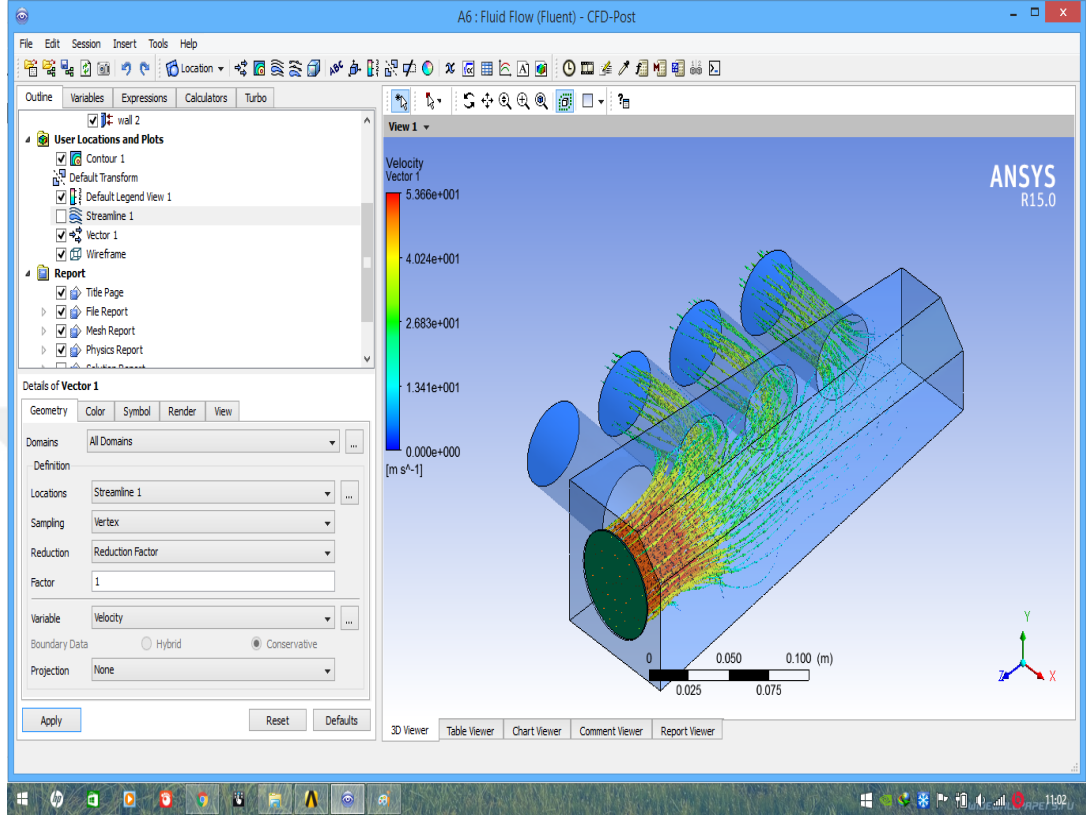 A6 : Fluid Flow (Fluent) - CFD-Post
File Edit Session Insert Tools Help
Location
Outline Variables Expressions Calculators Turbo
wall 2
User Locations and Plots
Contour 1
Default Transform
Default Legend View 1
Streamline 1
Vector 1
Wireframe
Report
Title Page
File Report
Mesh Report
Physics Report
Solution Report
Details of Vector 1
Geometry Color Symbol Render View
Domains All Domains ...
Definition
Locations Streamline 1 ...
Sampling Vertex
Reduction Reduction Factor
Factor 1
Variable Velocity ...
Boundary Data Hybrid Conservative
Projection None
Apply Reset Defaults
View 1
Velocity
Vector 1
5.366e+001
4.024e+001
2.683e+001
1.341e+001
0.000e+000
[m s^-1]
ANSYS
R15.0
0 0.050 0.100 (m)
0.025 0.075
Y
Z X
3D Viewer Table Viewer Chart Viewer Comment Viewer Report Viewer
11:02